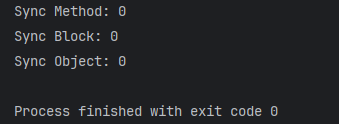 Sync Method: 0
Sync Block: 0
Sync Object: 0
Process finished with exit code 0